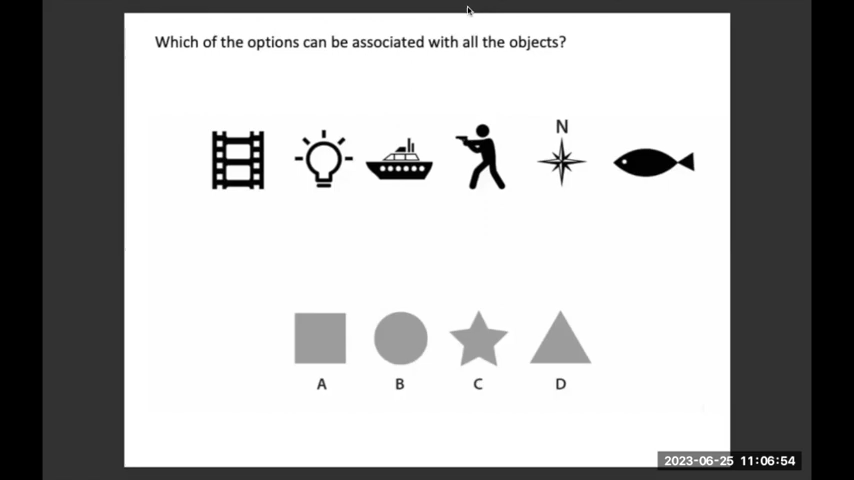 Which of the options can be associated with all the objects?
N
A B C D
2023-06-25 11:06:54